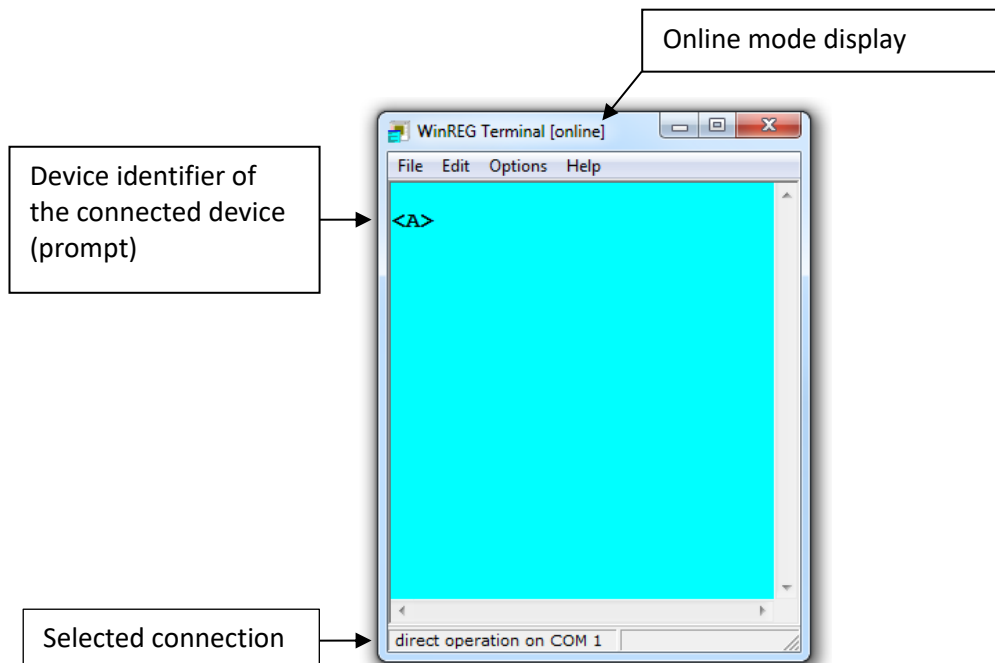 Online mode display
WinREG Terminal [online]
File Edit Options Help
Device identifier of
the connected device
(prompt)
<A>
Selected connection
direct operation on COM 1